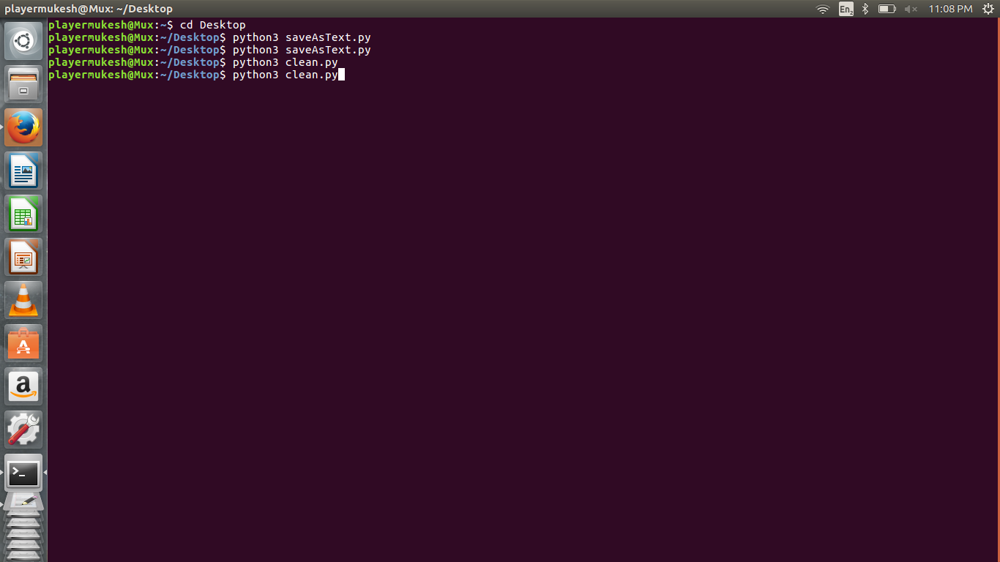 playermukesh@Mux: ~/Desktop
En2
11:08 PM
playermukesh@Mux:~$ cd Desktop
playermukesh@Mux:~/Desktop$ python3 saveAsText.py
playermukesh@Mux:~/Desktop$ python3 saveAsText.py
playermukesh@Mux:~/Desktop$ python3 clean.py
playermukesh@Mux:~/Desktop$ python3 clean.py
A
a
>_